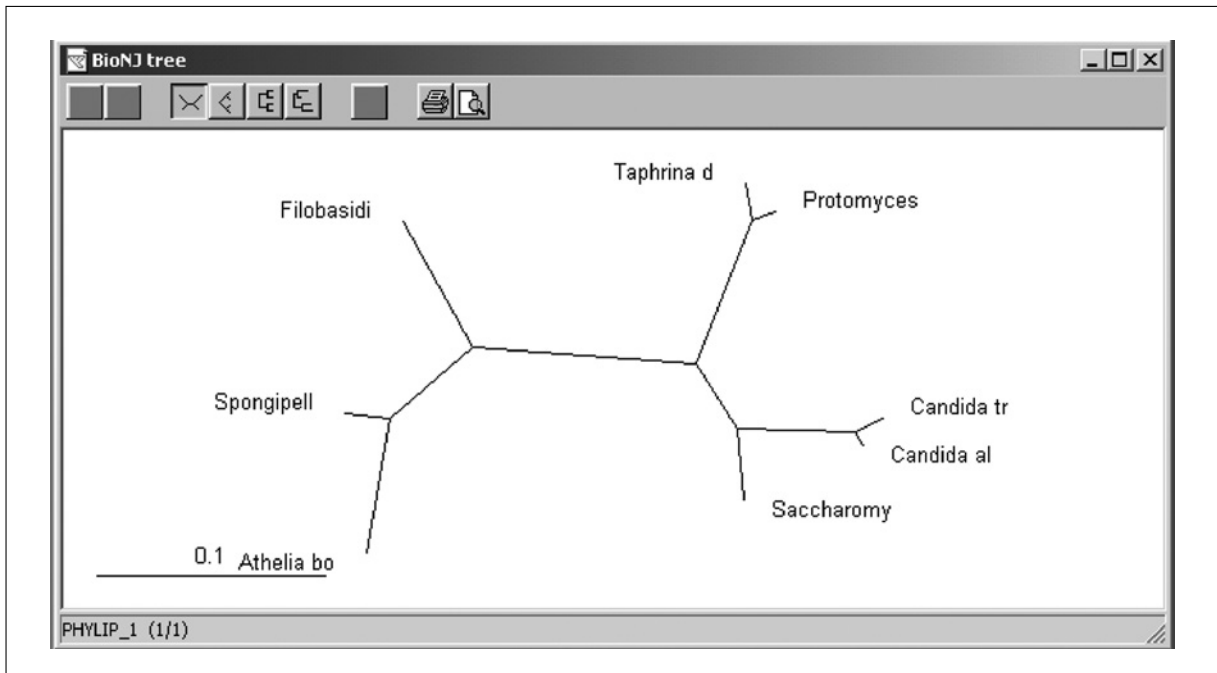 BioNJ tree
Taphrina d
Protomyces
Filobasidi
Spongipell
Candida tr
Candida al
Saccharomy
0.1
Athelia bo
PHYLIP_1 (1/1)